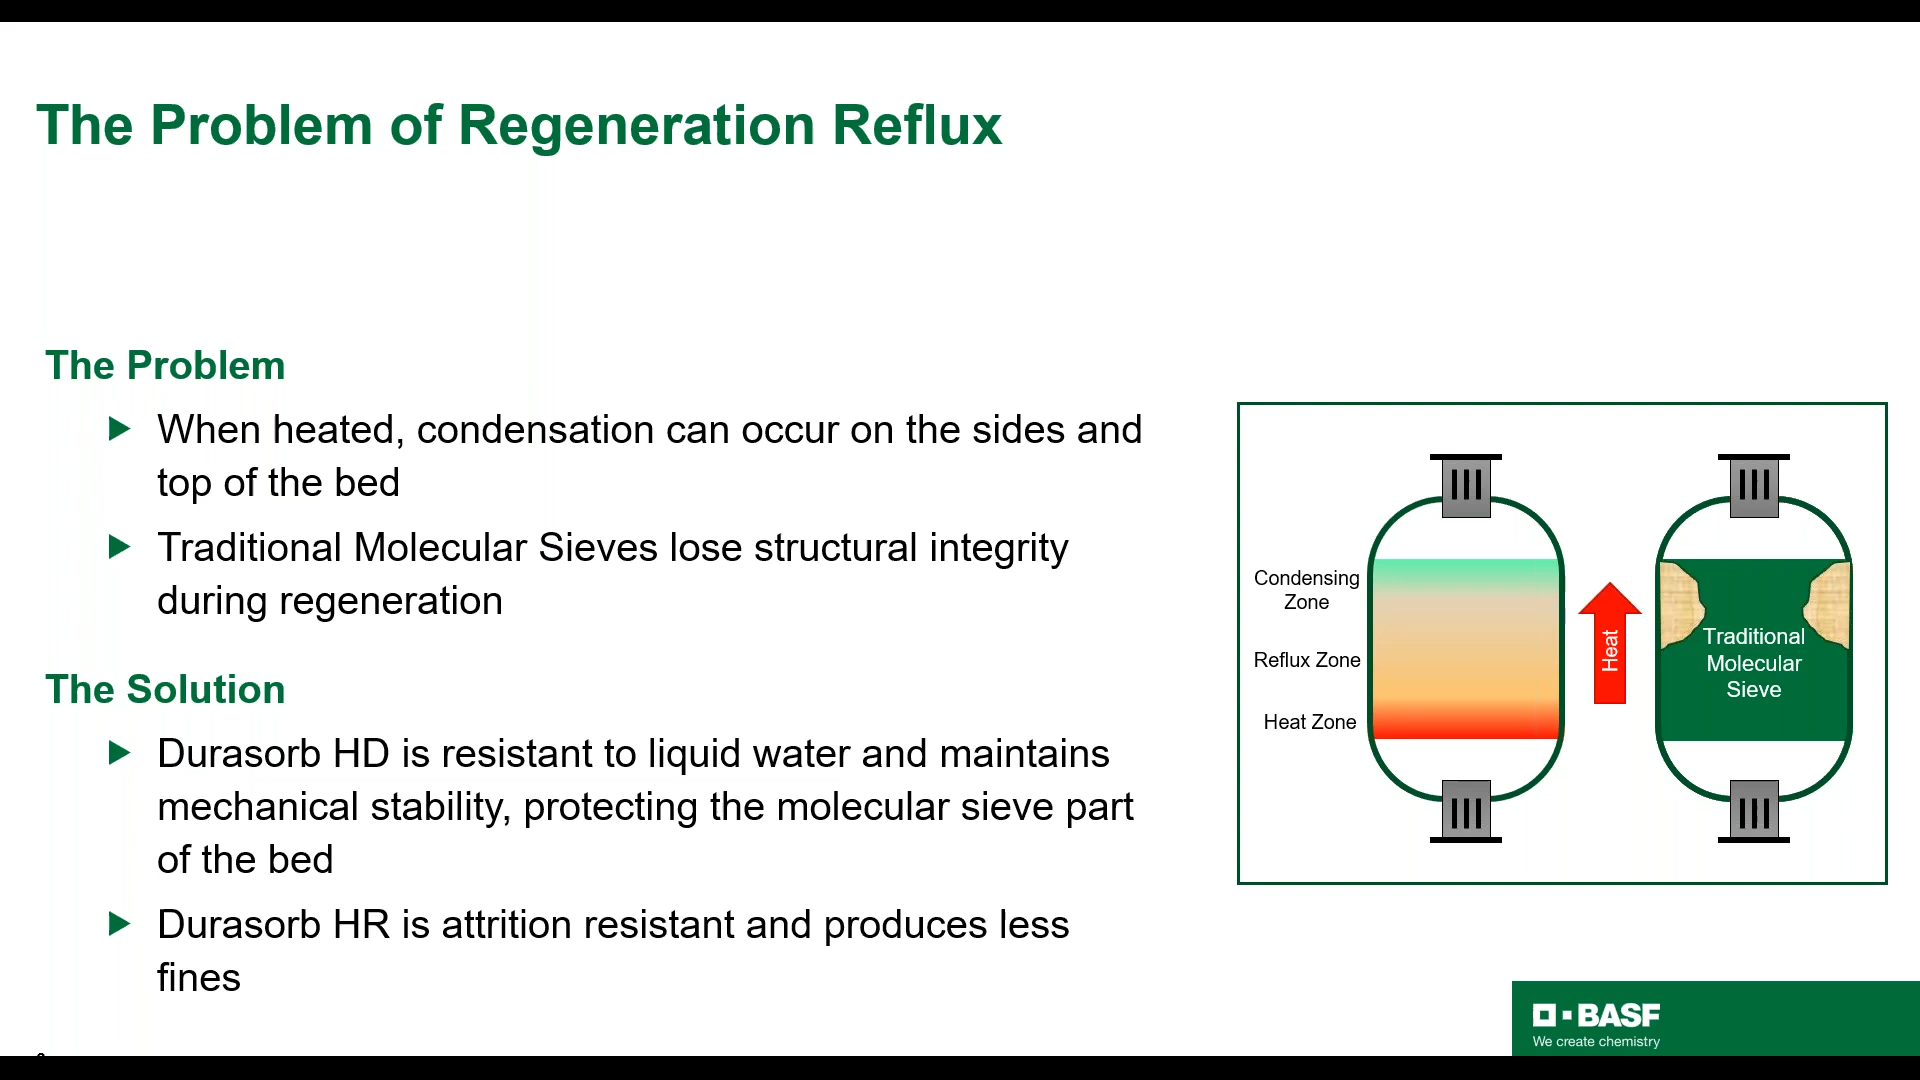 The Problem of Regeneration Reflux
The Problem
When heated, condensation can occur on the sides and
top of the bed
Traditional Molecular Sieves lose structural integrity
during regeneration
The Solution
Durasorb HD is resistant to liquid water and maintains
mechanical stability, protecting the molecular sieve part
of the bed
Durasorb HR is attrition resistant and produces less
fines
Condensing
Zone
Reflux Zone
Heat Zone
Heat
Traditional
Molecular
Sieve
BASF
We create chemistry